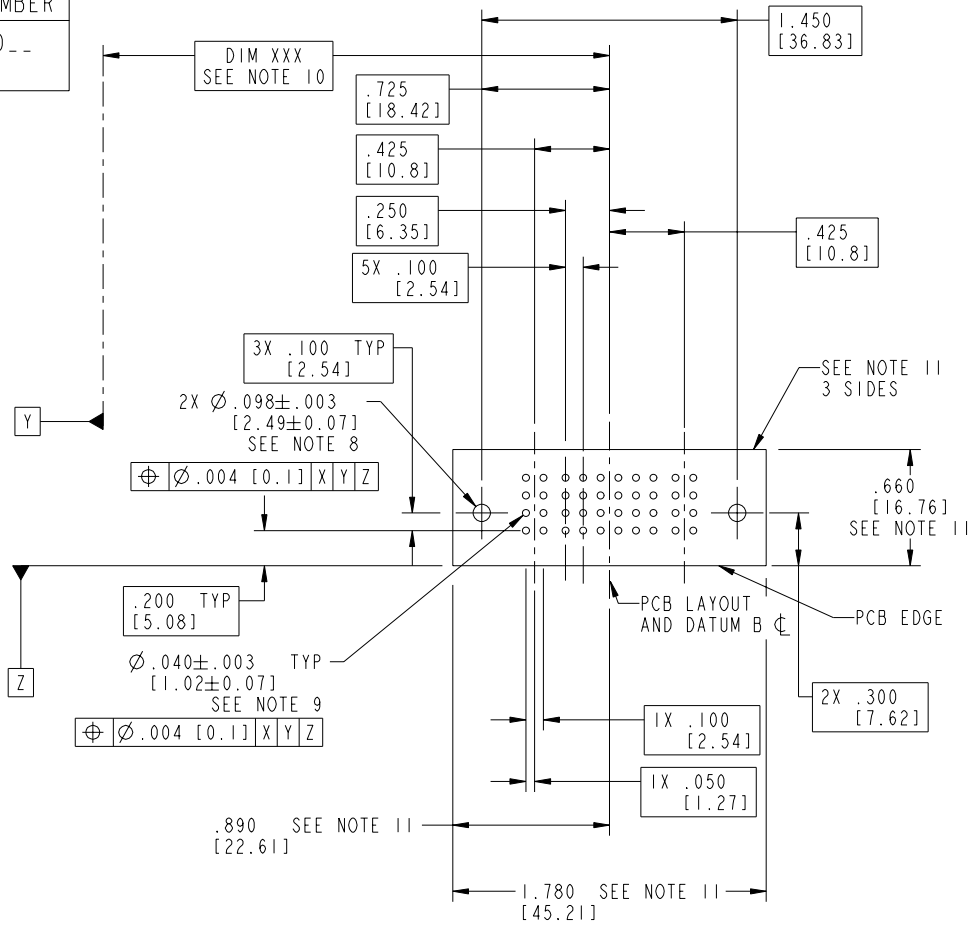 MBER
)__
1.450
[36.83]
DIM XXX
SEE NOTE 10
.725
[18.42]
.425
[10.8]
.250
[6.35]
.425
[10.8]
5X .100
[2.54]
3X .100 TYP
[2.54]
SEE NOTE 11
3 SIDES
2X Ø.098±.003
[2.49±0.07]
SEE NOTE 8
Y
⌖ Ø.004 [0.1] X Y Z
.660
[16.76]
SEE NOTE 11
.200 TYP
[5.08]
PCB LAYOUT
AND DATUM B ℄
PCB EDGE
Ø.040±.003 TYP
[1.02±0.07]
SEE NOTE 9
Z
⌖ Ø.004 [0.1] X Y Z
2X .300
[7.62]
1X .100
[2.54]
1X .050
[1.27]
.890 SEE NOTE 11
[22.61]
1.780 SEE NOTE 11
[45.21]